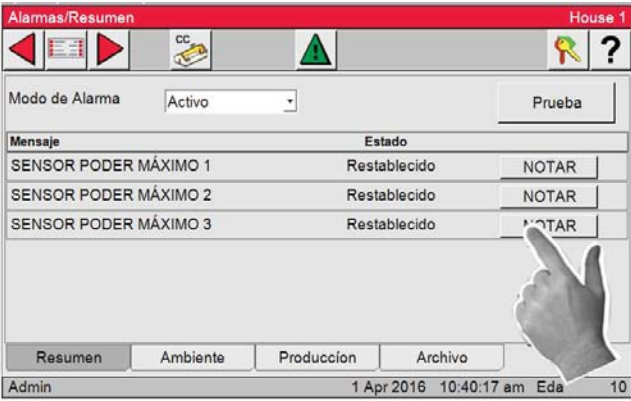 Alarmas/Resumen House 1
CC ?
Modo de Alarma Activo Prueba
Mensaje Estado
SENSOR PODER MÁXIMO 1 Restablecido NOTAR
SENSOR PODER MÁXIMO 2 Restablecido NOTAR
SENSOR PODER MÁXIMO 3 Restablecido NOTAR
Resumen Ambiente Produccíon Archivo
Admin 1 Apr 2016 10:40:17 am Eda 10